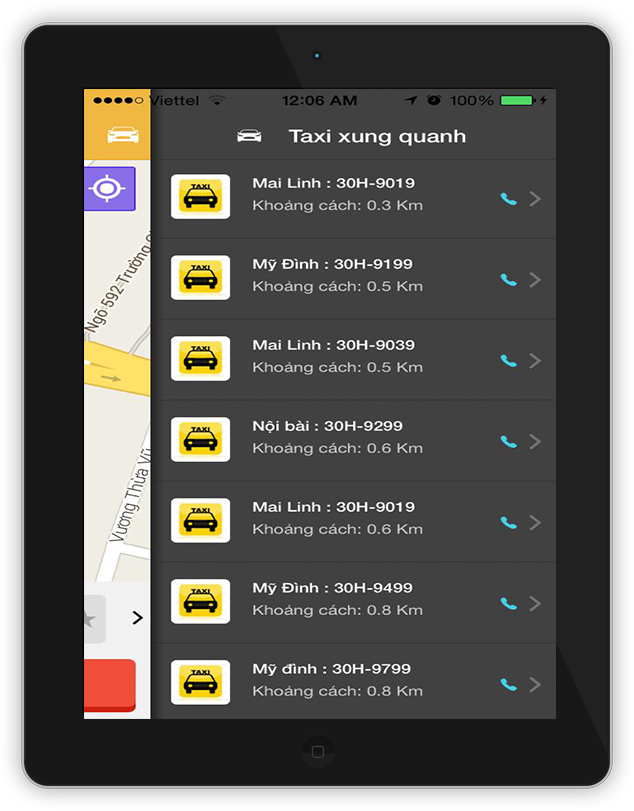 Viettel
12:06 AM
100%
Taxi xung quanh
TAXI
Mai Linh : 30H-9019
Khoảng cách: 0.3 Km
TAXI
Mỹ Đình : 30H-9199
Khoảng cách: 0.5 Km
TAXI
Mai Linh : 30H-9039
Khoảng cách: 0.5 Km
TAXI
Nội bài : 30H-9299
Khoảng cách: 0.6 Km
TAXI
Mai Linh : 30H-9019
Khoảng cách: 0.6 Km
TAXI
Mỹ Đình : 30H-9499
Khoảng cách: 0.8 Km
TAXI
Mỹ đình : 30H-9799
Khoảng cách: 0.8 Km
Ngõ 592-Trường
Vương Thừa Vũ